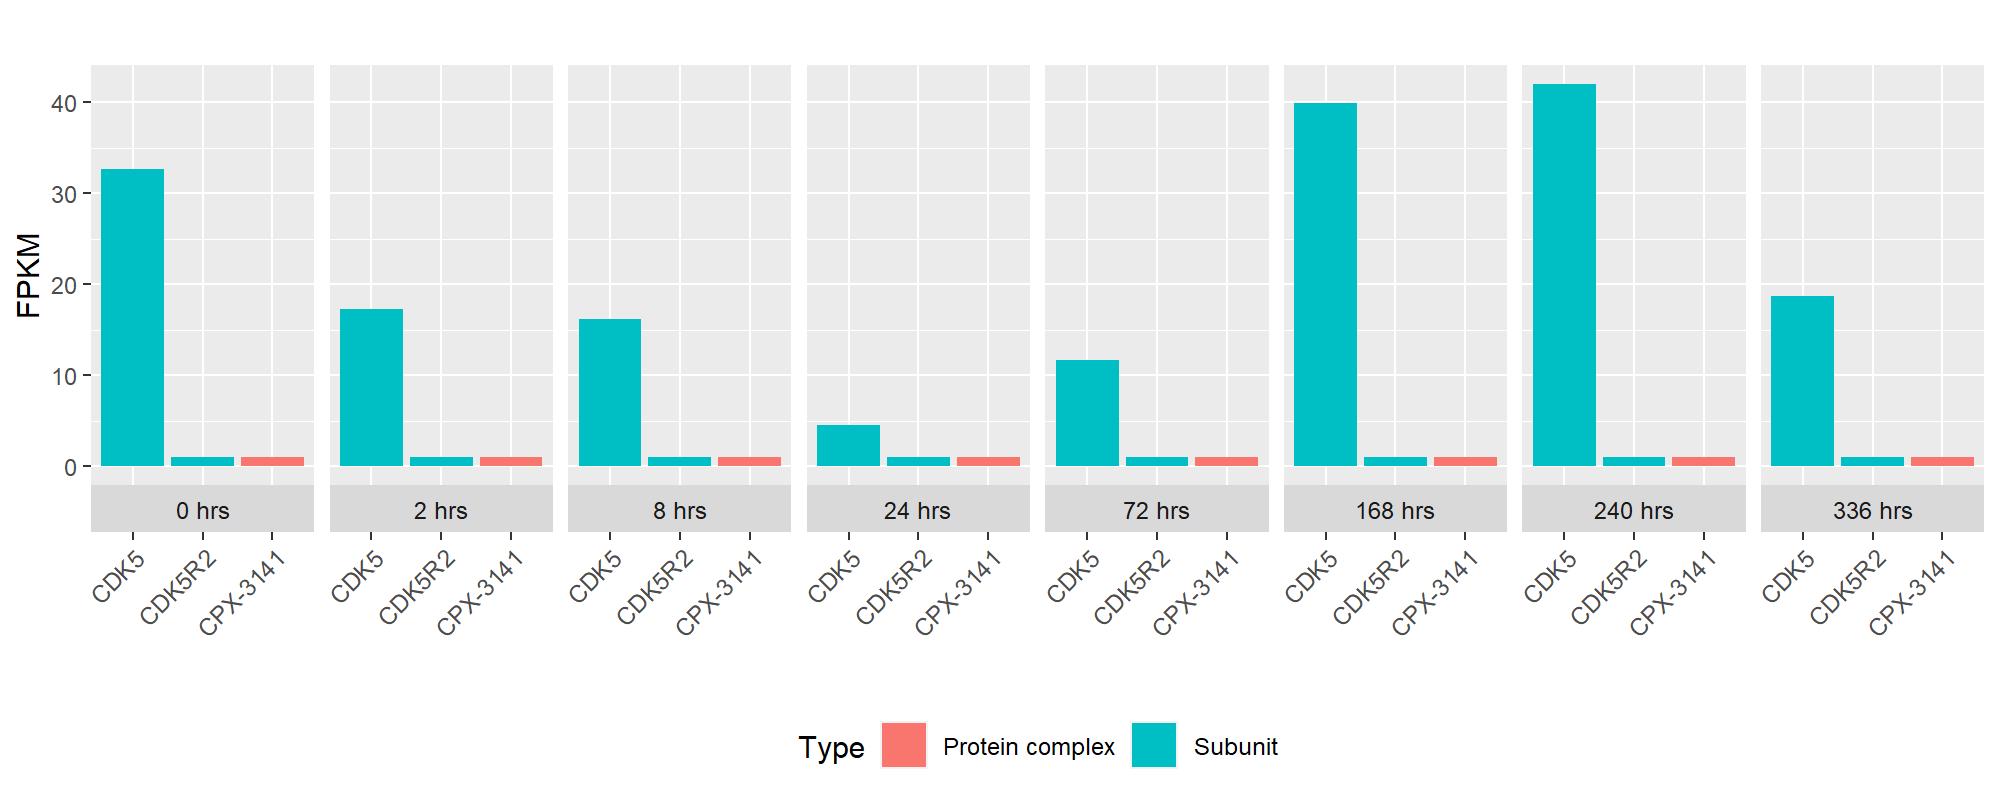 FPKM
40
30
20
10
0
0 hrs 2 hrs 8 hrs 24 hrs 72 hrs 168 hrs 240 hrs 336 hrs
CDK5 CDK5R2 CPX-3141 CDK5 CDK5R2 CPX-3141 CDK5 CDK5R2 CPX-3141 CDK5 CDK5R2 CPX-3141 CDK5 CDK5R2 CPX-3141 CDK5 CDK5R2 CPX-3141 CDK5 CDK5R2 CPX-3141 CDK5 CDK5R2 CPX-3141
Type Protein complex Subunit